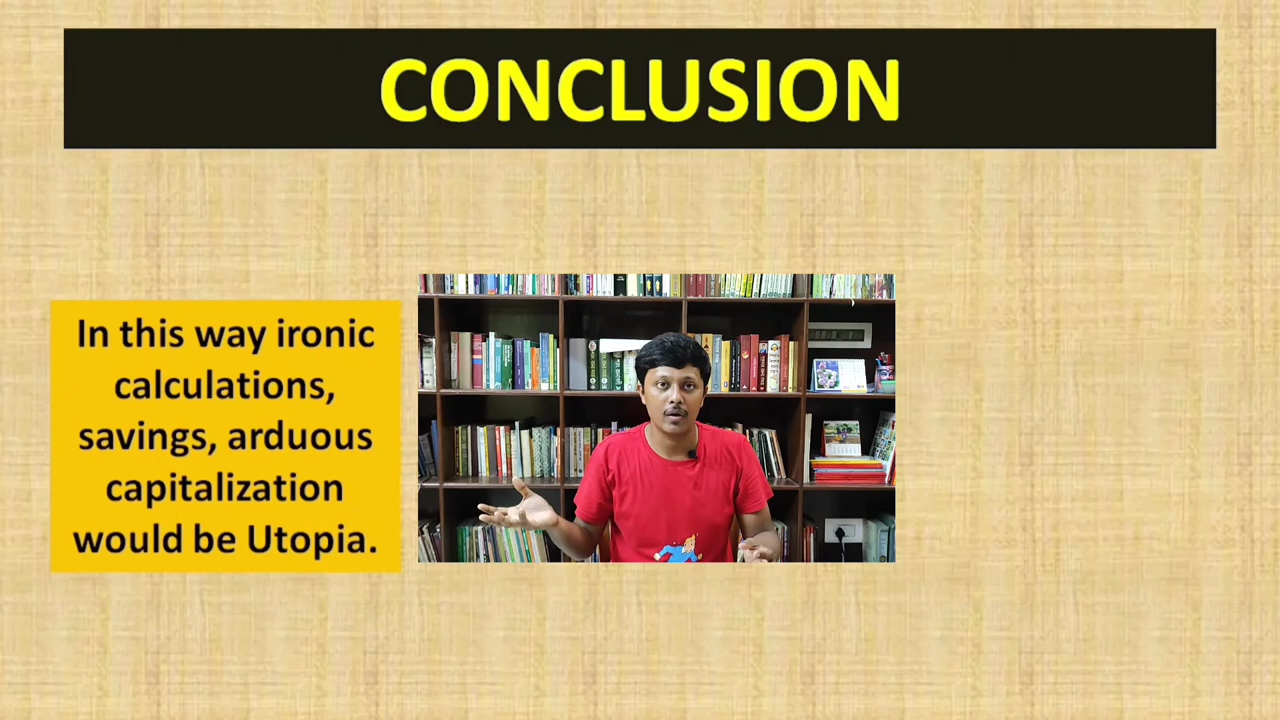 CONCLUSION
In this way ironic
calculations,
savings, arduous
capitalization
would be Utopia.